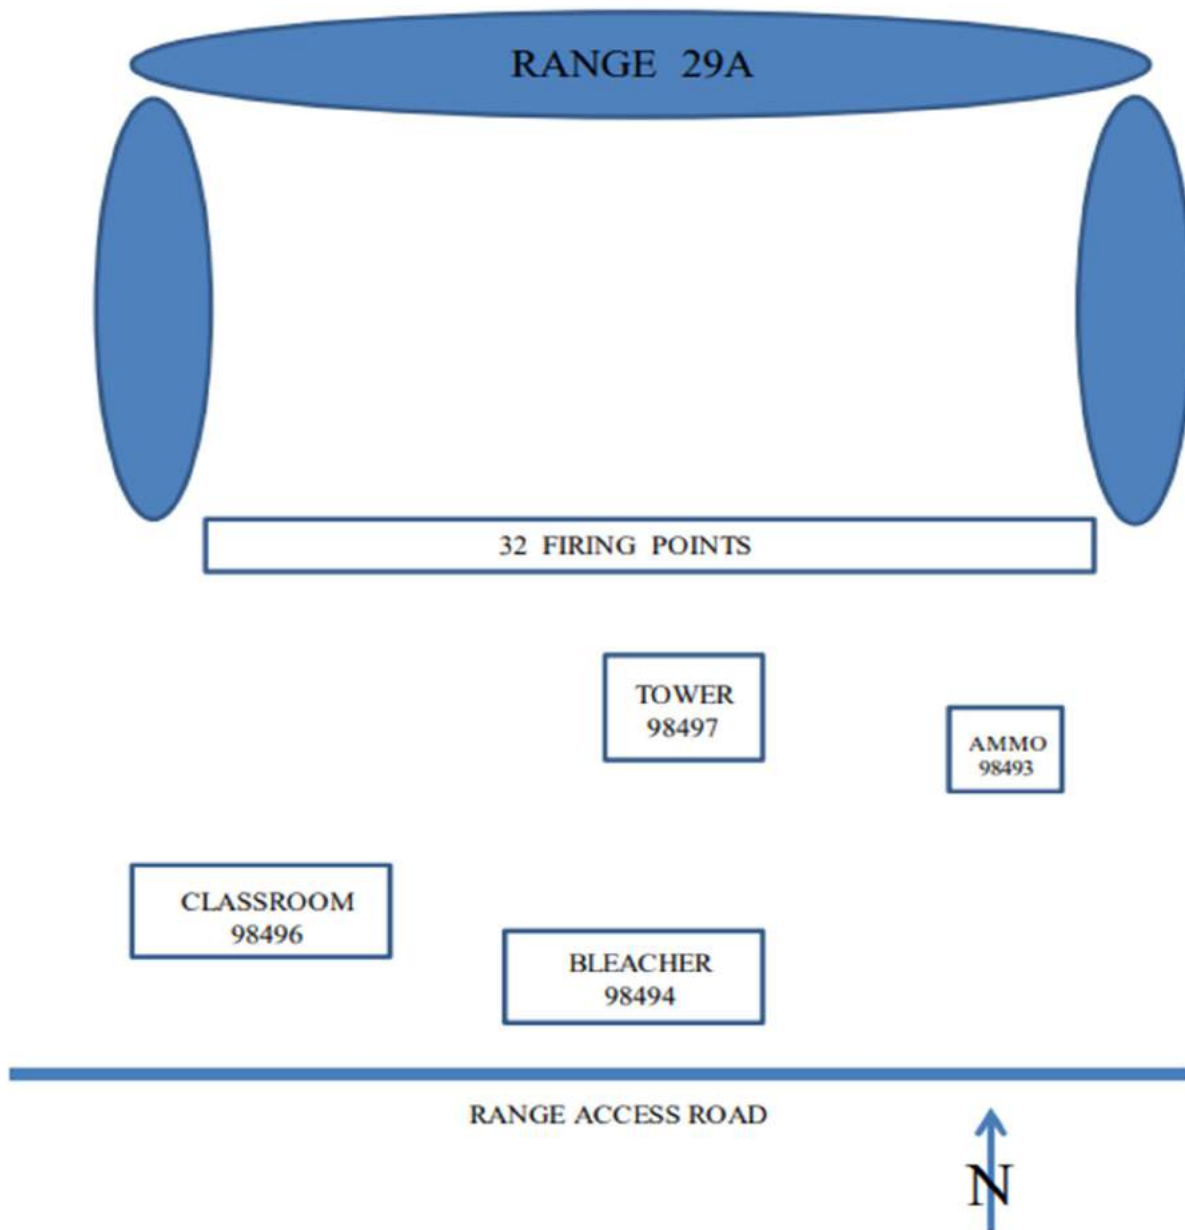 RANGE 29A
32 FIRING POINTS
TOWER
98497
AMMO
98493
CLASSROOM
98496
BLEACHER
98494
RANGE ACCESS ROAD
N